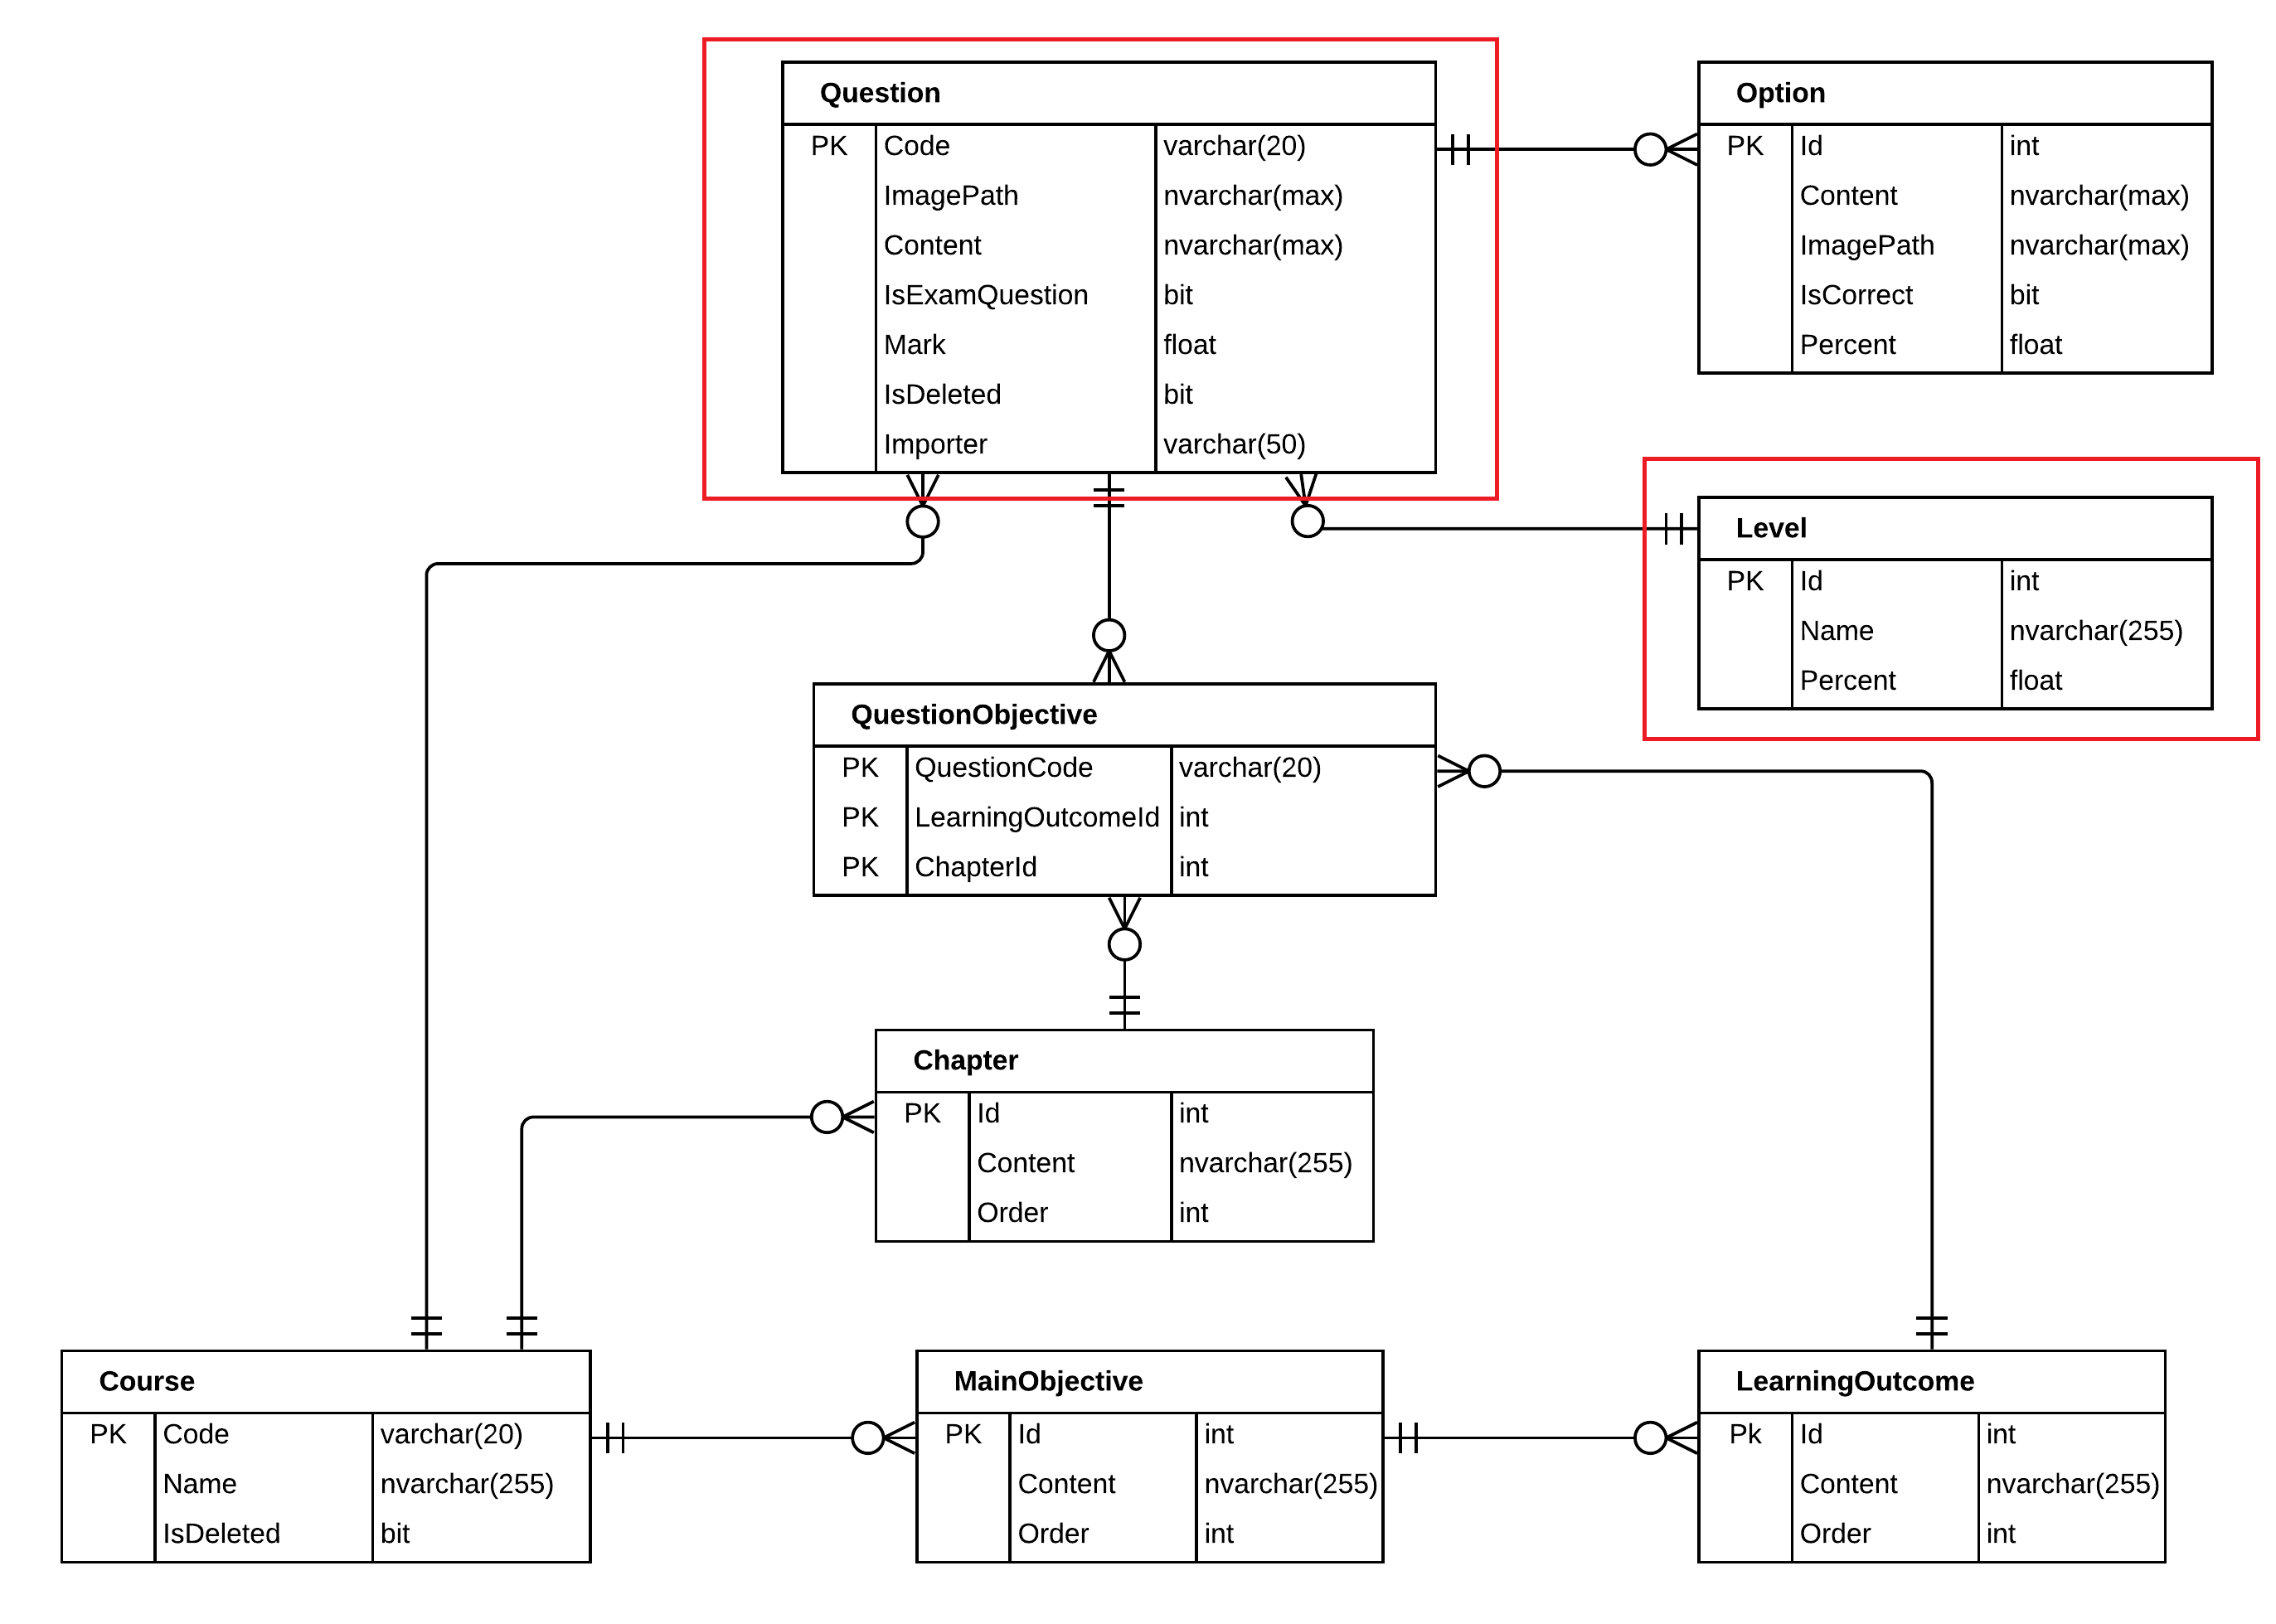 Question
PK Code varchar(20)
ImagePath nvarchar(max)
Content nvarchar(max)
IsExamQuestion bit
Mark float
IsDeleted bit
Importer varchar(50)
Option
PK Id int
Content nvarchar(max)
ImagePath nvarchar(max)
IsCorrect bit
Percent float
Level
PK Id int
Name nvarchar(255)
Percent float
QuestionObjective
PK QuestionCode varchar(20)
PK LearningOutcomeId int
PK ChapterId int
Chapter
PK Id int
Content nvarchar(255)
Order int
Course
PK Code varchar(20)
Name nvarchar(255)
IsDeleted bit
MainObjective
PK Id int
Content nvarchar(255)
Order int
LearningOutcome
Pk Id int
Content nvarchar(255)
Order int